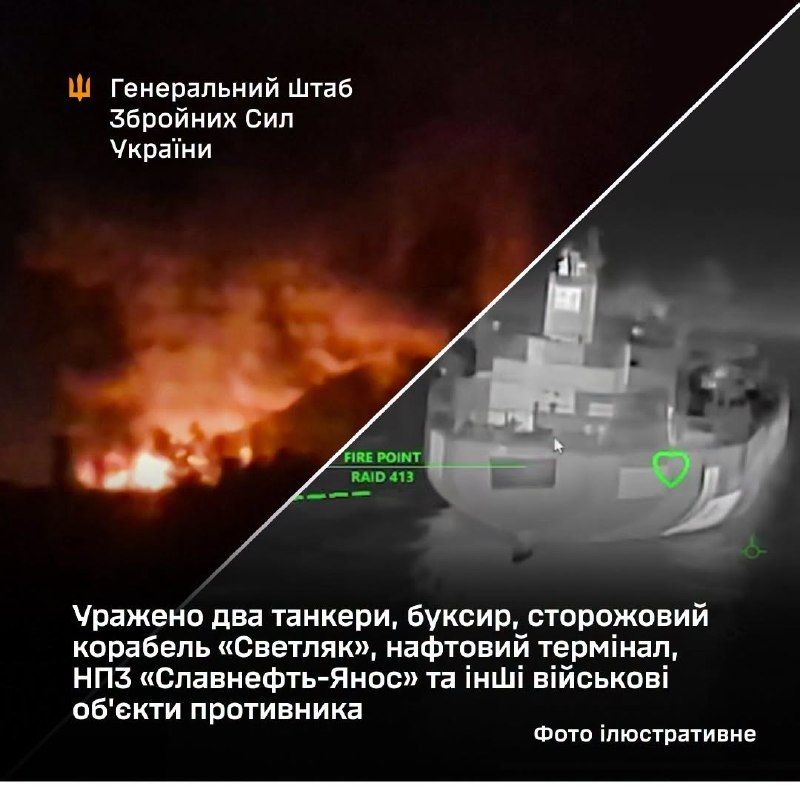 Генеральний штаб
Збройних Сил
України
FIRE POINT
RAID 413
Уражено два танкери, буксир, сторожовий
корабель «Светляк», нафтовий термінал,
НПЗ «Славнефть-Янос» та інші військові
об'єкти противника
Фото ілюстративне